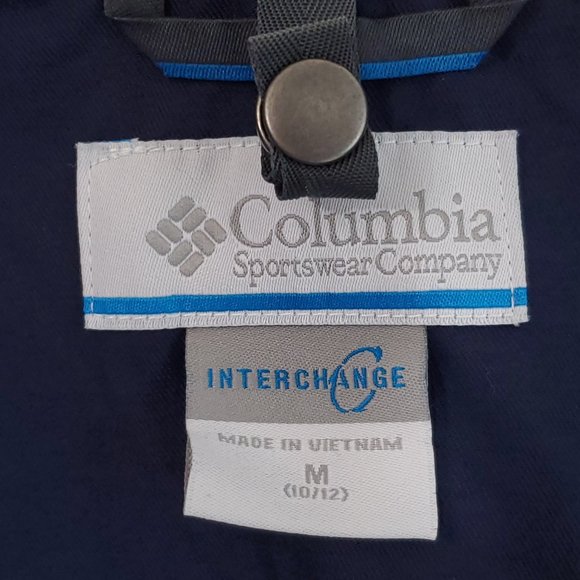 Columbia
Sportswear Company
INTERCHANGE
MADE IN VIETNAM
M
(10/12)